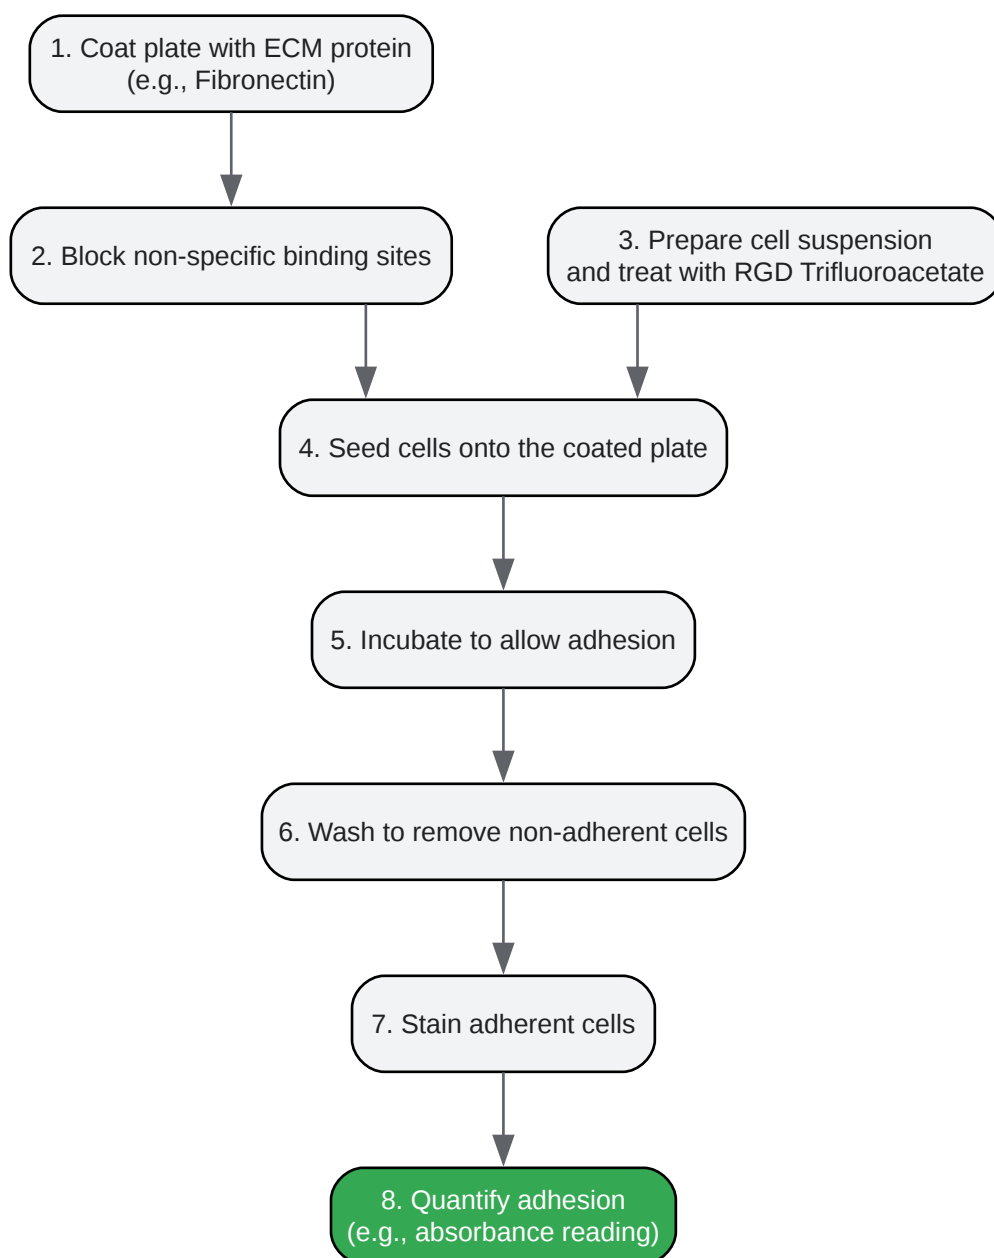 1. Coat plate with ECM protein
(e.g., Fibronectin)
2. Block non-specific binding sites
3. Prepare cell suspension
and treat with RGD Trifluoroacetate
4. Seed cells onto the coated plate
5. Incubate to allow adhesion
6. Wash to remove non-adherent cells
7. Stain adherent cells
8. Quantify adhesion
(e.g., absorbance reading)